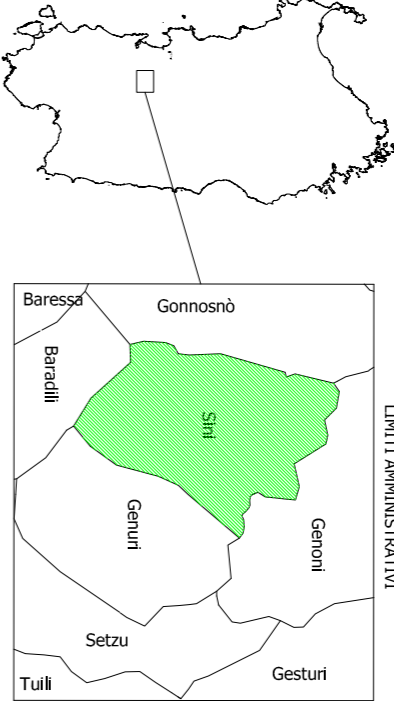 LIMITI AMMINISTRATIVI
Baressa
Gonnosnò
Baradili
Sini
Genuri
Genoni
Setzu
Gesturi
Tuili